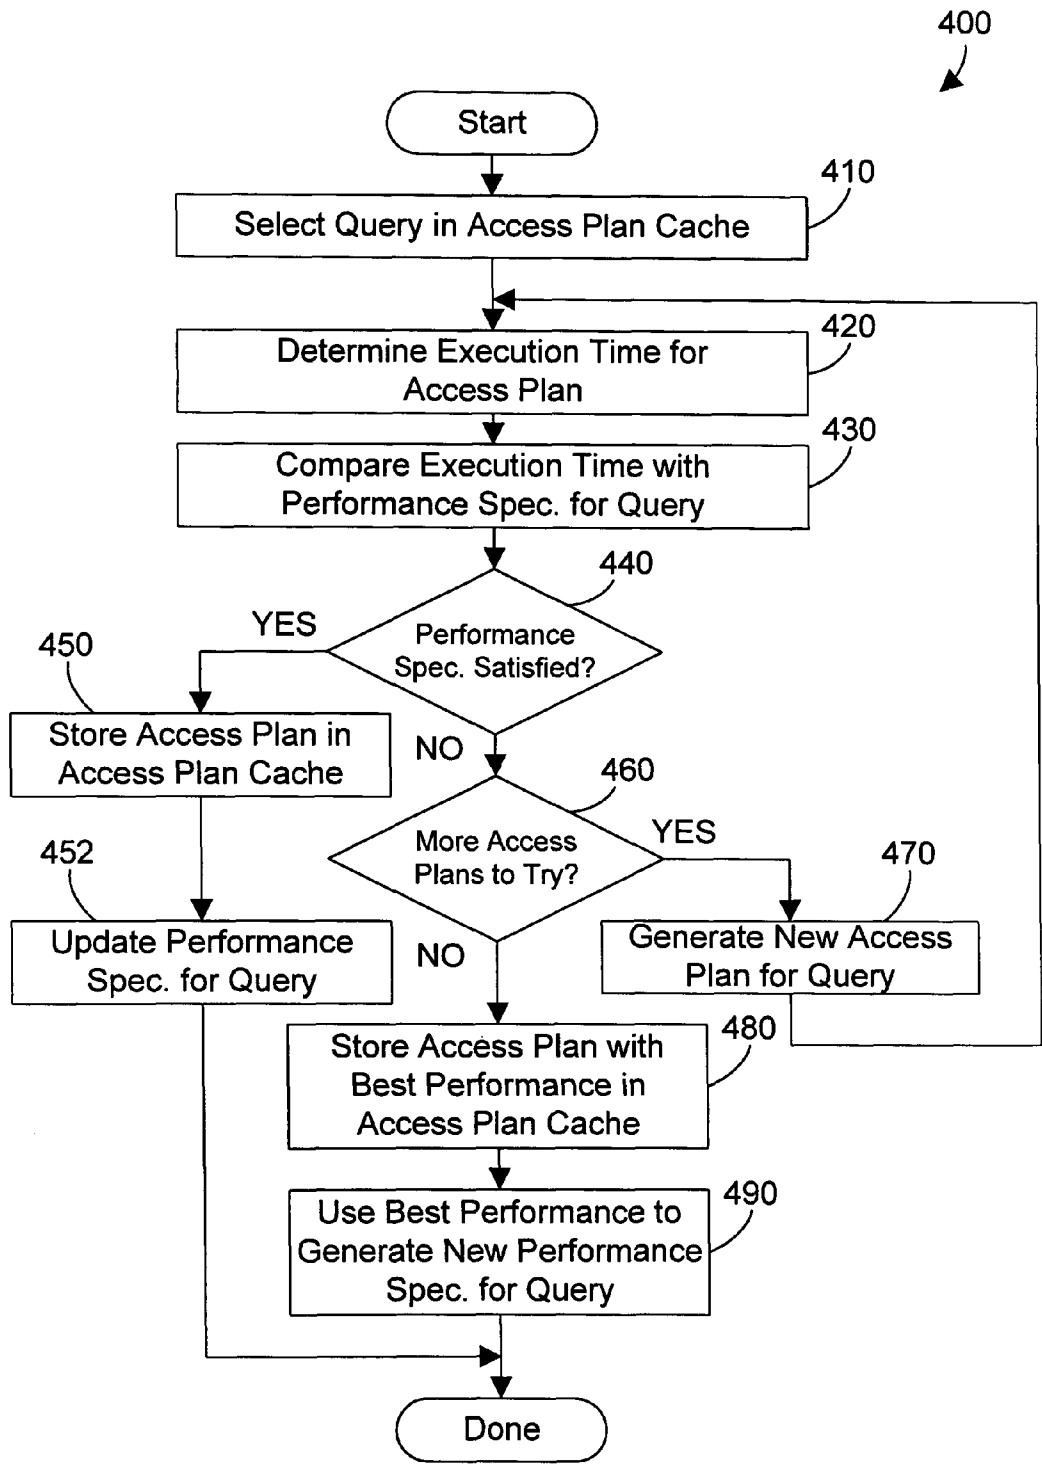 400
Start
410
Select Query in Access Plan Cache
420
Determine Execution Time for
Access Plan
430
Compare Execution Time with
Performance Spec. for Query
440
YES
Performance
Spec. Satisfied?
450
Store Access Plan in
Access Plan Cache
NO
460
More Access
Plans to Try?
YES
452
470
Update Performance
Spec. for Query
NO
Generate New Access
Plan for Query
480
Store Access Plan with
Best Performance in
Access Plan Cache
490
Use Best Performance to
Generate New Performance
Spec. for Query
Done